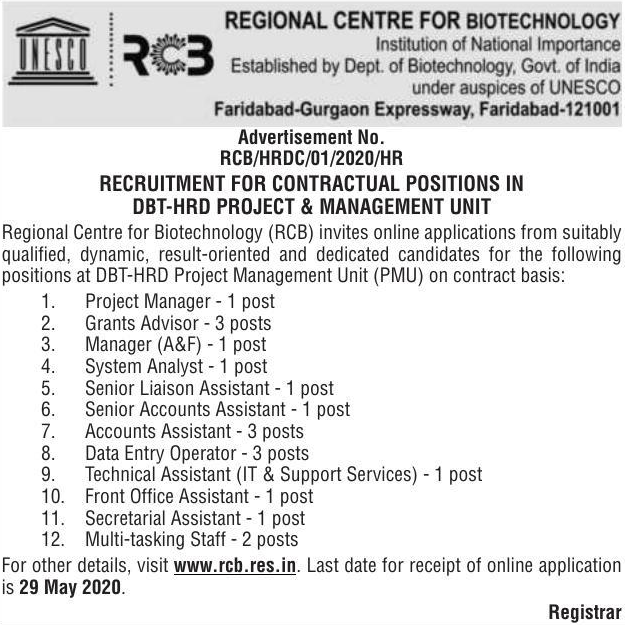 REGIONAL CENTRE FOR BIOTECHNOLOGY
Institution of National Importance
Established by Dept. of Biotechnology, Govt. of India
under auspices of UNESCO
Faridabad-Gurgaon Expressway, Faridabad-121001
UNESCO
RCB
Advertisement No.
RCB/HRDC/01/2020/HR
RECRUITMENT FOR CONTRACTUAL POSITIONS IN
DBT-HRD PROJECT & MANAGEMENT UNIT
Regional Centre for Biotechnology (RCB) invites online applications from suitably
qualified, dynamic, result-oriented and dedicated candidates for the following
positions at DBT-HRD Project Management Unit (PMU) on contract basis:
1. Project Manager - 1 post
2. Grants Advisor - 3 posts
3. Manager (A&F) - 1 post
4. System Analyst - 1 post
5. Senior Liaison Assistant - 1 post
6. Senior Accounts Assistant - 1 post
7. Accounts Assistant - 3 posts
8. Data Entry Operator - 3 posts
9. Technical Assistant (IT & Support Services) - 1 post
10. Front Office Assistant - 1 post
11. Secretarial Assistant - 1 post
12. Multi-tasking Staff - 2 posts
For other details, visit www.rcb.res.in. Last date for receipt of online application
is 29 May 2020.
Registrar